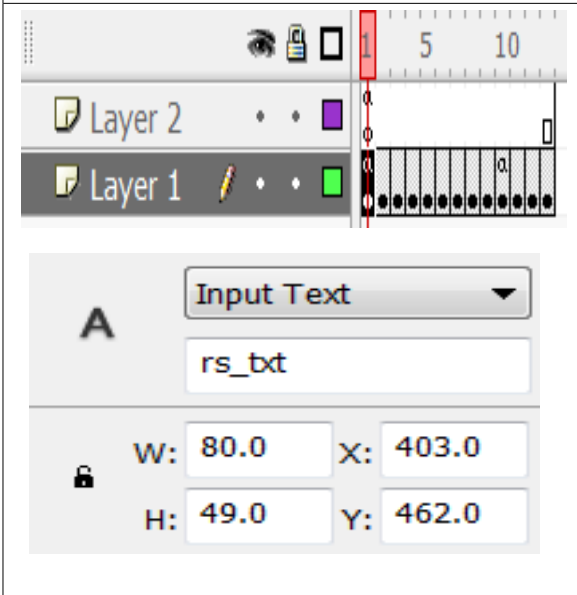 1 5 10
a
Layer 2
a a
Layer 1
A Input Text
rs_txt
W: 80.0 X: 403.0
H: 49.0 Y: 462.0